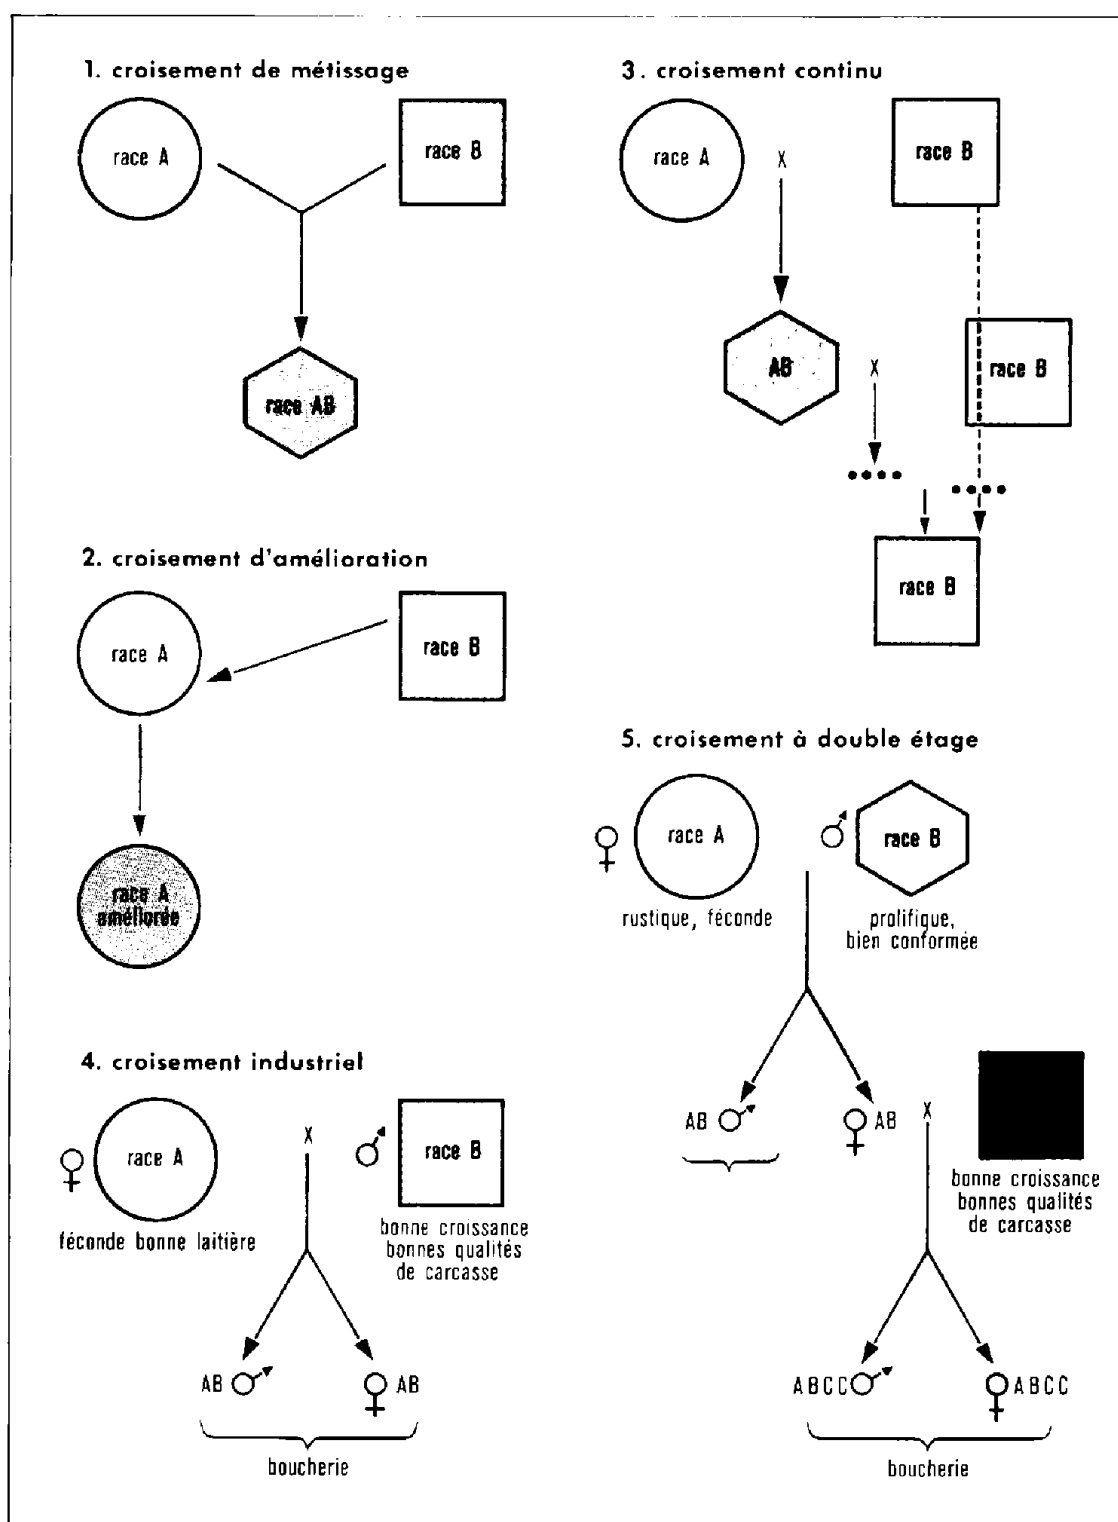 1. croisement de métissage
race A
race B
race AB
2. croisement d'amélioration
race A
race B
race A
améliorée
3. croisement continu
race A
X
race B
AB
X
race B
race B
4. croisement industriel
♀
race A
X
♂
race B
féconde bonne laitière
bonne croissance
bonnes qualités
de carcasse
AB ♂
♀ AB
boucherie
5. croisement à double étage
♀
race A
♂
race B
rustique, féconde
prolifique,
bien conformée
AB ♂
♀ AB
X
bonne croissance
bonnes qualités
de carcasse
ABCC ♂
♀ ABCC
boucherie